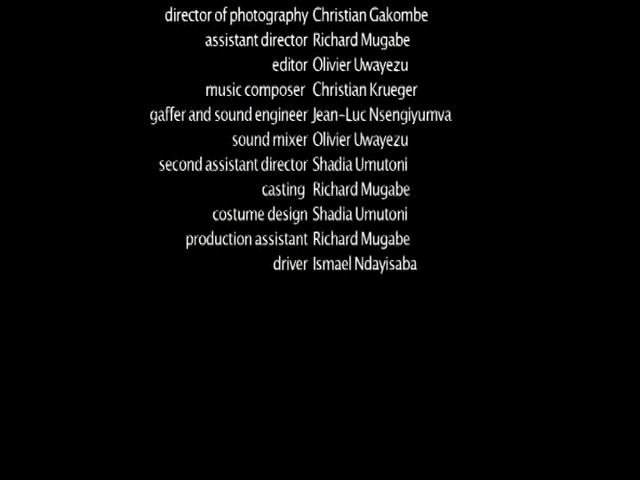 director of photography Christian Gakombe
assistant director Richard Mugabe
editor Olivier Uwayezu
music composer Christian Krueger
gaffer and sound engineer Jean-Luc Nsengiyumva
sound mixer Olivier Uwayezu
second assistant director Shadia Umutoni
casting Richard Mugabe
costume design Shadia Umutoni
production assistant Richard Mugabe
driver Ismael Ndayisaba